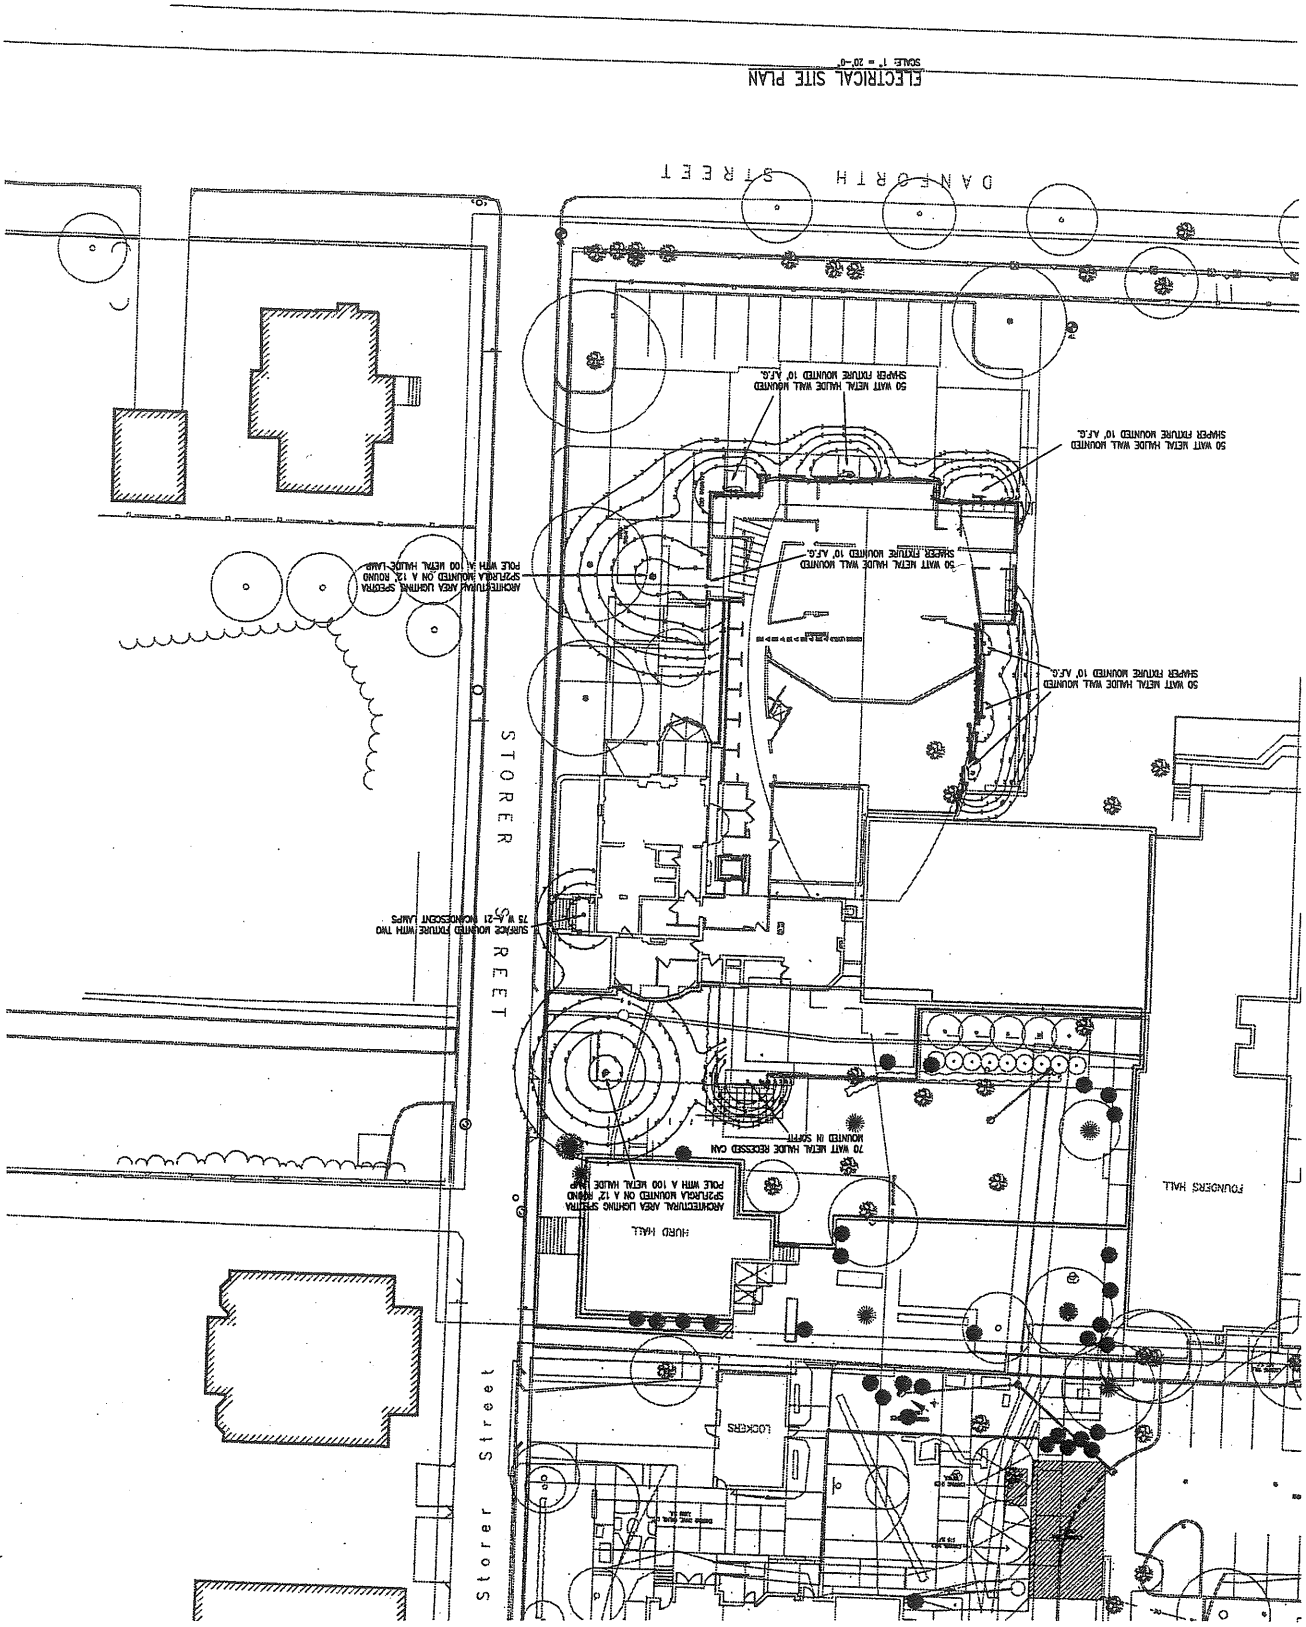 ELECTRICAL SITE PLAN
SCALE: 1" = 20'-0"
DANFORTH STREET
50 WATT METAL HALIDE WALL MOUNTED
SHAPER FIXTURE MOUNTED 10' A.F.G.
50 WATT METAL HALIDE WALL MOUNTED
SHAPER FIXTURE MOUNTED 10' A.F.G.
50 WATT METAL HALIDE WALL MOUNTED
SHAPER FIXTURE MOUNTED 10' A.F.G.
ARCHITECTURAL AREA LIGHTING SPECTRA
SP2FLRGLA MOUNTED ON A 12' ROUND
POLE WITH A 100 METAL HALIDE LAMP
50 WATT METAL HALIDE WALL MOUNTED
SHAPER FIXTURE MOUNTED 10' A.F.G.
STORER STREET
SURFACE MOUNTED FIXTURE WITH TWO
75 W A-21 INCANDESCENT LAMPS
70 WATT METAL HALIDE RECESSED CAN
MOUNTED IN SOFFIT
ARCHITECTURAL AREA LIGHTING SPECTRA
SP2FLRGLA MOUNTED ON A 12' ROUND
POLE WITH A 100 METAL HALIDE LAMP
HURD HALL
FOUNDERS HALL
Storer Street
LOCKERS